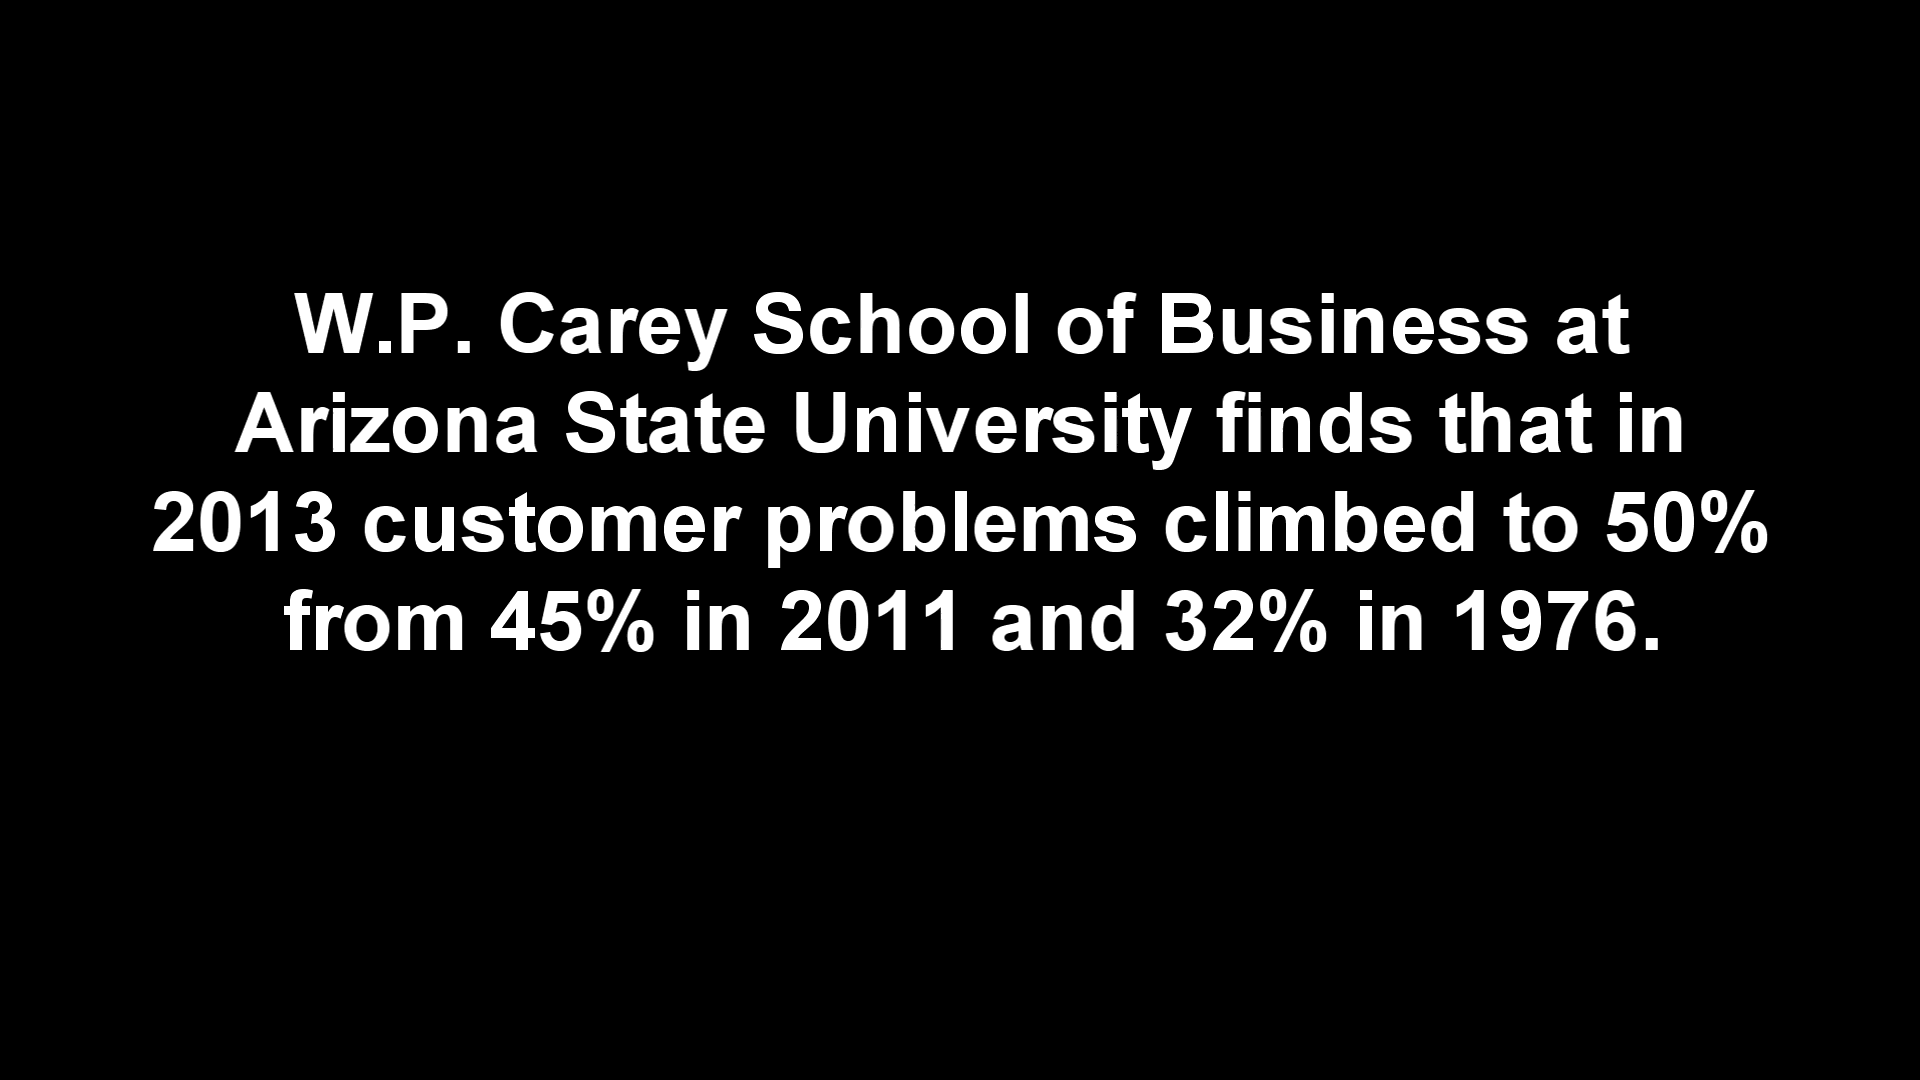 W.P. Carey School of Business at
Arizona State University finds that in
2013 customer problems climbed to 50%
from 45% in 2011 and 32% in 1976.